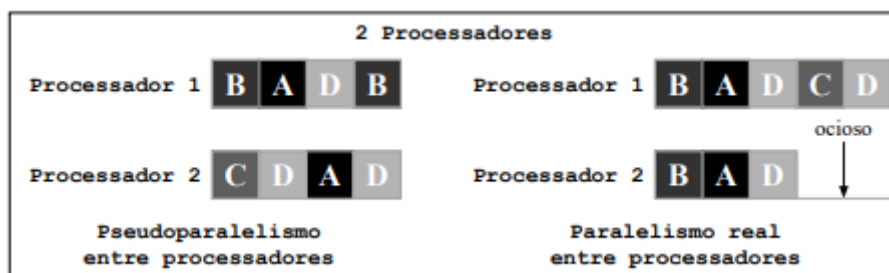 2 Processadores
Processador 1 B A D B
Processador 2 C D A D
Pseudoparalelismo
entre processadores
Processador 1 B A D C D
ocioso
Processador 2 B A D
Paralelismo real
entre processadores